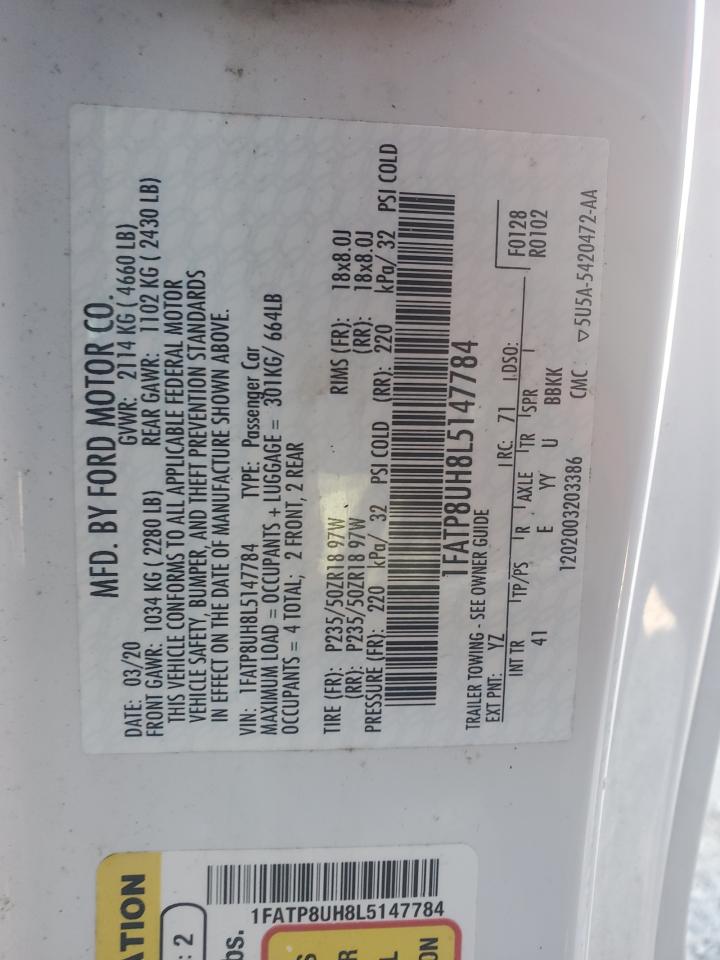 MFD. BY FORD MOTOR CO.
DATE: 03/20 GVWR: 2114 KG ( 4660 LB)
FRONT GAWR: 1034 KG ( 2280 LB) REAR GAWR: 1102 KG ( 2430 LB)
THIS VEHICLE CONFORMS TO ALL APPLICABLE FEDERAL MOTOR
VEHICLE SAFETY, BUMPER, AND THEFT PREVENTION STANDARDS
IN EFFECT ON THE DATE OF MANUFACTURE SHOWN ABOVE.
VIN: 1FATP8UH8L5147784 TYPE: Passenger Car
MAXIMUM LOAD = OCCUPANTS + LUGGAGE = 301KG/ 664LB
OCCUPANTS = 4 TOTAL; 2 FRONT, 2 REAR
TIRE (FR): P235/50ZR18 97W RIMS (FR): 18x8.0J
(RR): P235/50ZR18 97W (RR): 18x8.0J
PRESSURE (FR): 220 kPa/ 32 PSI COLD (RR): 220 kPa/ 32 PSI COLD
1FATP8UH8L5147784
TRAILER TOWING - SEE OWNER GUIDE
EXT PNT: YZ RC: 71 DSO: F0128
INT TR TP/PS R AXLE TR SPR R0102
41 E YY U BBKK
1202003203386 CMC ▽5U5A-5420472-AA
ATION
: 2
bs.
1FATP8UH8L5147784
S
R
L
ON